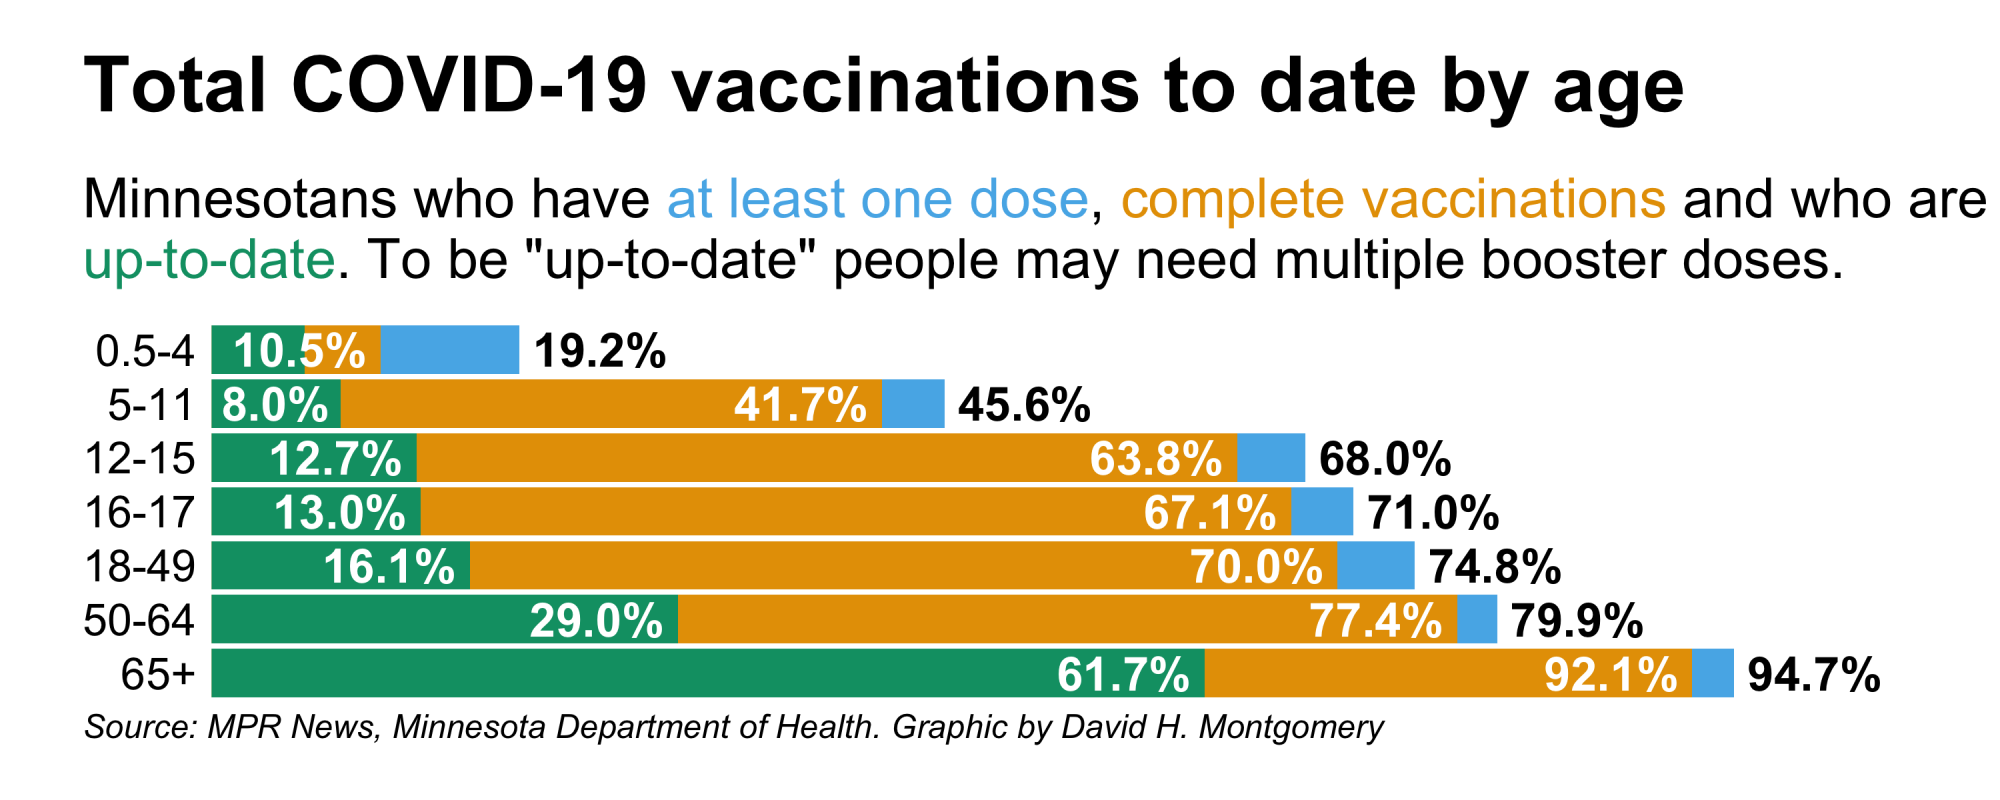 Total COVID-19 vaccinations to date by age
Minnesotans who have at least one dose, complete vaccinations and who are
up-to-date. To be "up-to-date" people may need multiple booster doses.
0.5-4 10.5% 19.2%
5-11 8.0% 41.7% 45.6%
12-15 12.7% 63.8% 68.0%
16-17 13.0% 67.1% 71.0%
18-49 16.1% 70.0% 74.8%
50-64 29.0% 77.4% 79.9%
65+ 61.7% 92.1% 94.7%
Source: MPR News, Minnesota Department of Health. Graphic by David H. Montgomery